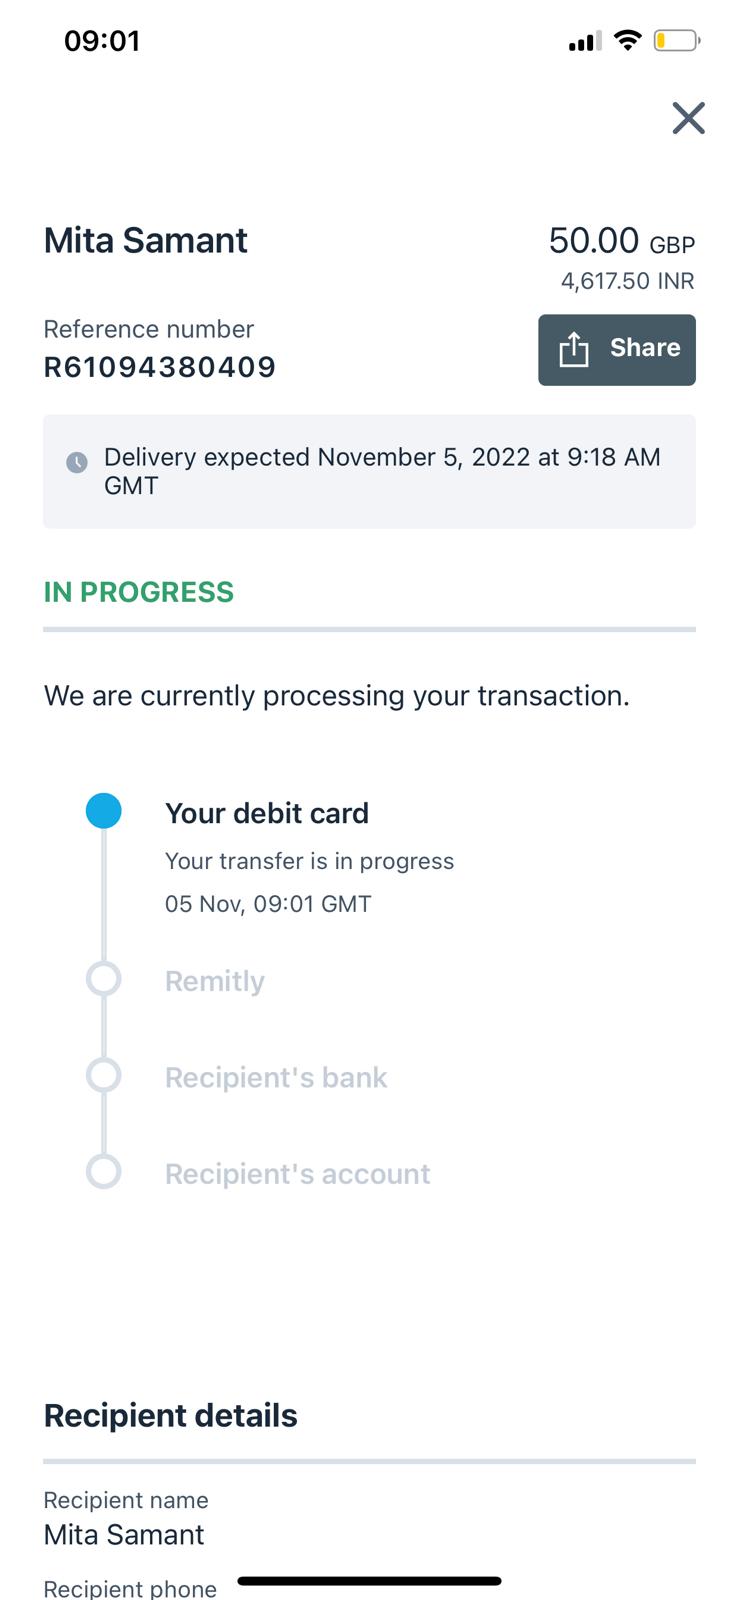 09:01
Mita Samant
50.00 GBP
4,617.50 INR
Reference number
R61094380409
Share
Delivery expected November 5, 2022 at 9:18 AM
GMT
IN PROGRESS
We are currently processing your transaction.
Your debit card
Your transfer is in progress
05 Nov, 09:01 GMT
Remitly
Recipient's bank
Recipient's account
Recipient details
Recipient name
Mita Samant
Recipient phone